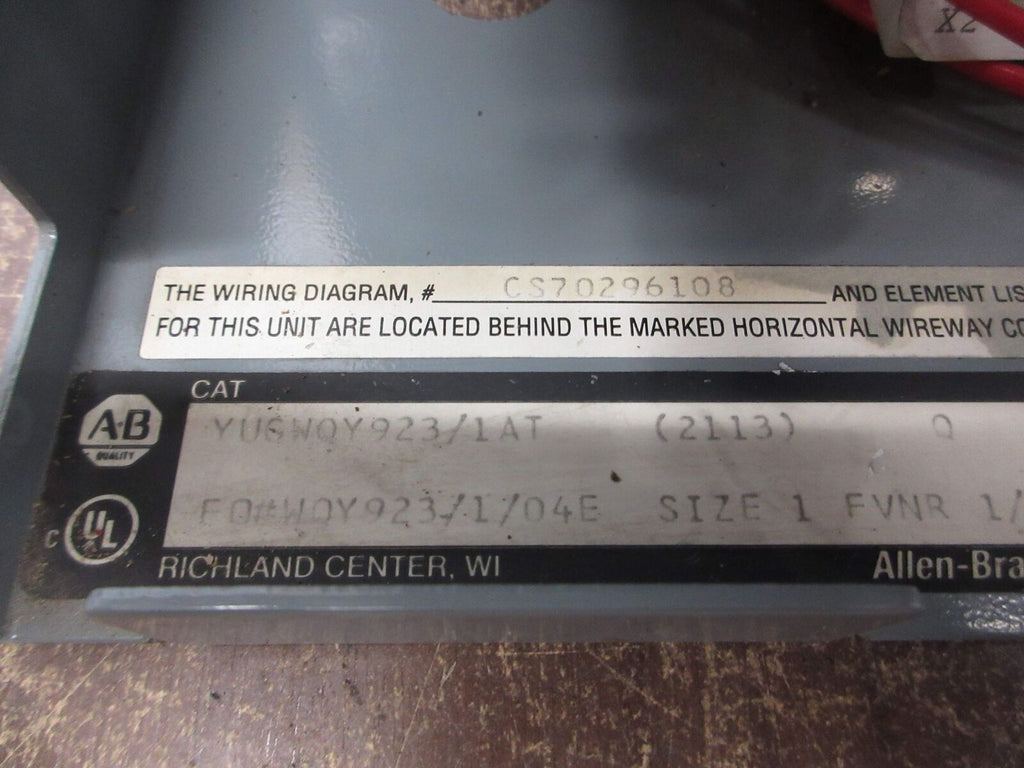 X2
THE WIRING DIAGRAM, # CS70296108 AND ELEMENT LIS
FOR THIS UNIT ARE LOCATED BEHIND THE MARKED HORIZONTAL WIREWAY CO
CAT
A-B
QUALITY
YUGWQY923/1AT (2113) Q
FO#WQY923/1/04E SIZE 1 FVNR 1/
C UL
RICHLAND CENTER, WI Allen-Bra